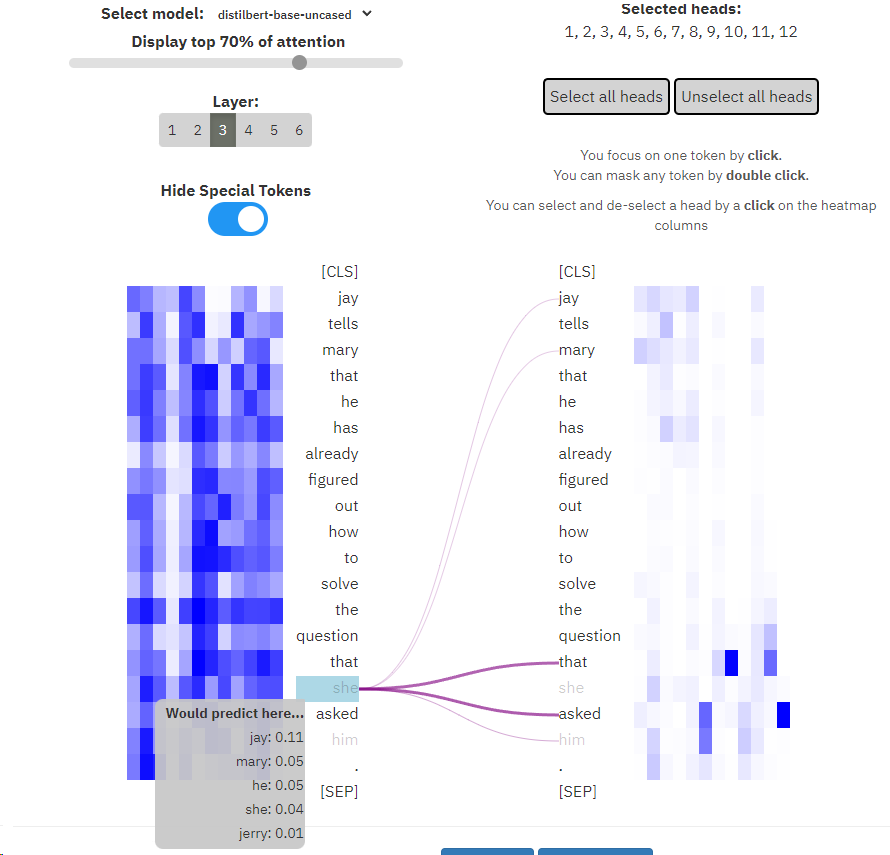 Select model: distilbert-base-uncased
Display top 70% of attention
Layer:
1 2 3 4 5 6
Hide Special Tokens
Selected heads:
1, 2, 3, 4, 5, 6, 7, 8, 9, 10, 11, 12
Select all heads Unselect all heads
You focus on one token by click.
You can mask any token by double click.
You can select and de-select a head by a click on the heatmap
columns
[CLS] [CLS]
jay jay
tells tells
mary mary
that that
he he
has has
already already
figured figured
out out
how how
to to
solve solve
the the
question question
that that
she she
asked asked
him him
. .
[SEP] [SEP]
Would predict here...
jay: 0.11
mary: 0.05
he: 0.05
she: 0.04
jerry: 0.01